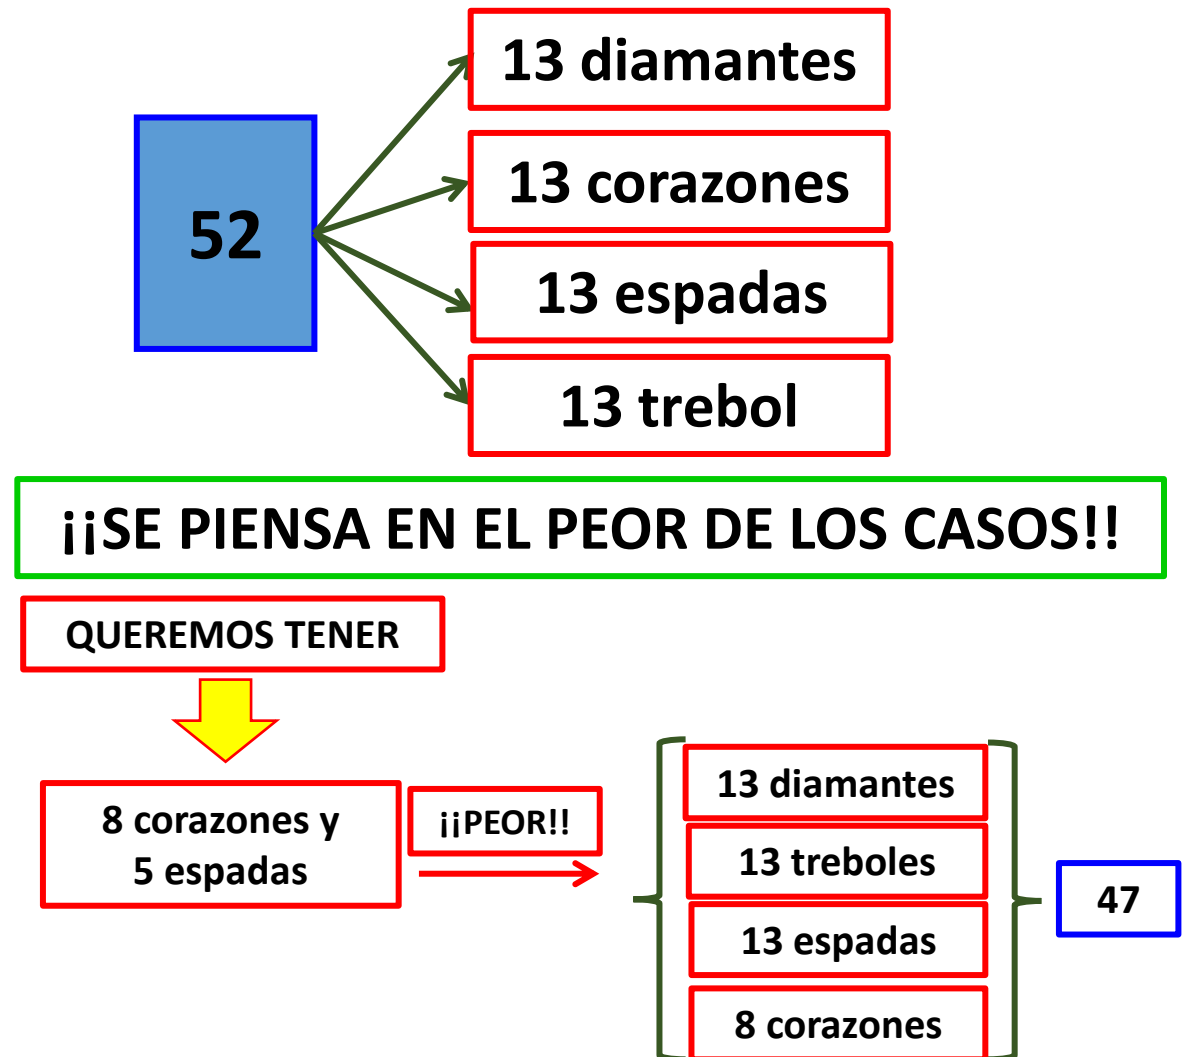 13 diamantes
52
13 corazones
13 espadas
13 trebol
¡¡SE PIENSA EN EL PEOR DE LOS CASOS!!
QUEREMOS TENER
8 corazones y
5 espadas
¡¡PEOR!!
13 diamantes
13 treboles
13 espadas
8 corazones
47